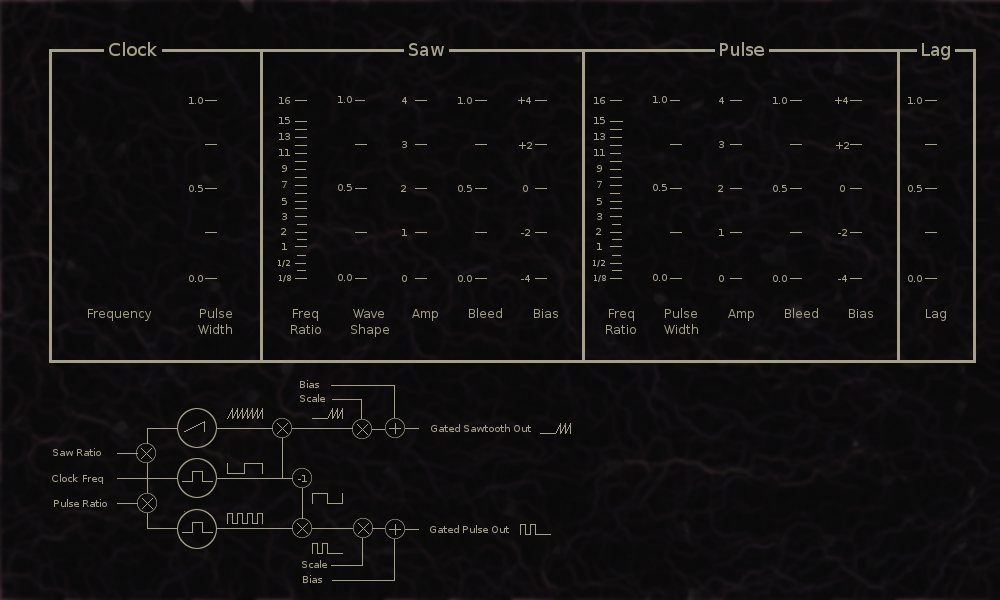 Clock Saw Pulse Lag
1.0 16 1.0 4 1.0 +4 16 1.0 4 1.0 +4 1.0
15 15
13 13
11 3 +2 11 3 +2
9 9
7 7
0.5 0.5 2 0.5 0 0.5 2 0.5 0 0.5
5 5
3 3
2 1 -2 2 1 -2
1 1
1/2 1/2
0.0 1/8 0.0 0 0.0 -4 1/8 0.0 0 0.0 -4 0.0
Frequency Pulse Freq Wave Amp Bleed Bias Freq Pulse Amp Bleed Bias Lag
Width Ratio Shape Ratio Width
Bias
Scale
Gated Sawtooth Out
Saw Ratio
Clock Freq -1
Pulse Ratio
Gated Pulse Out
Scale
Bias